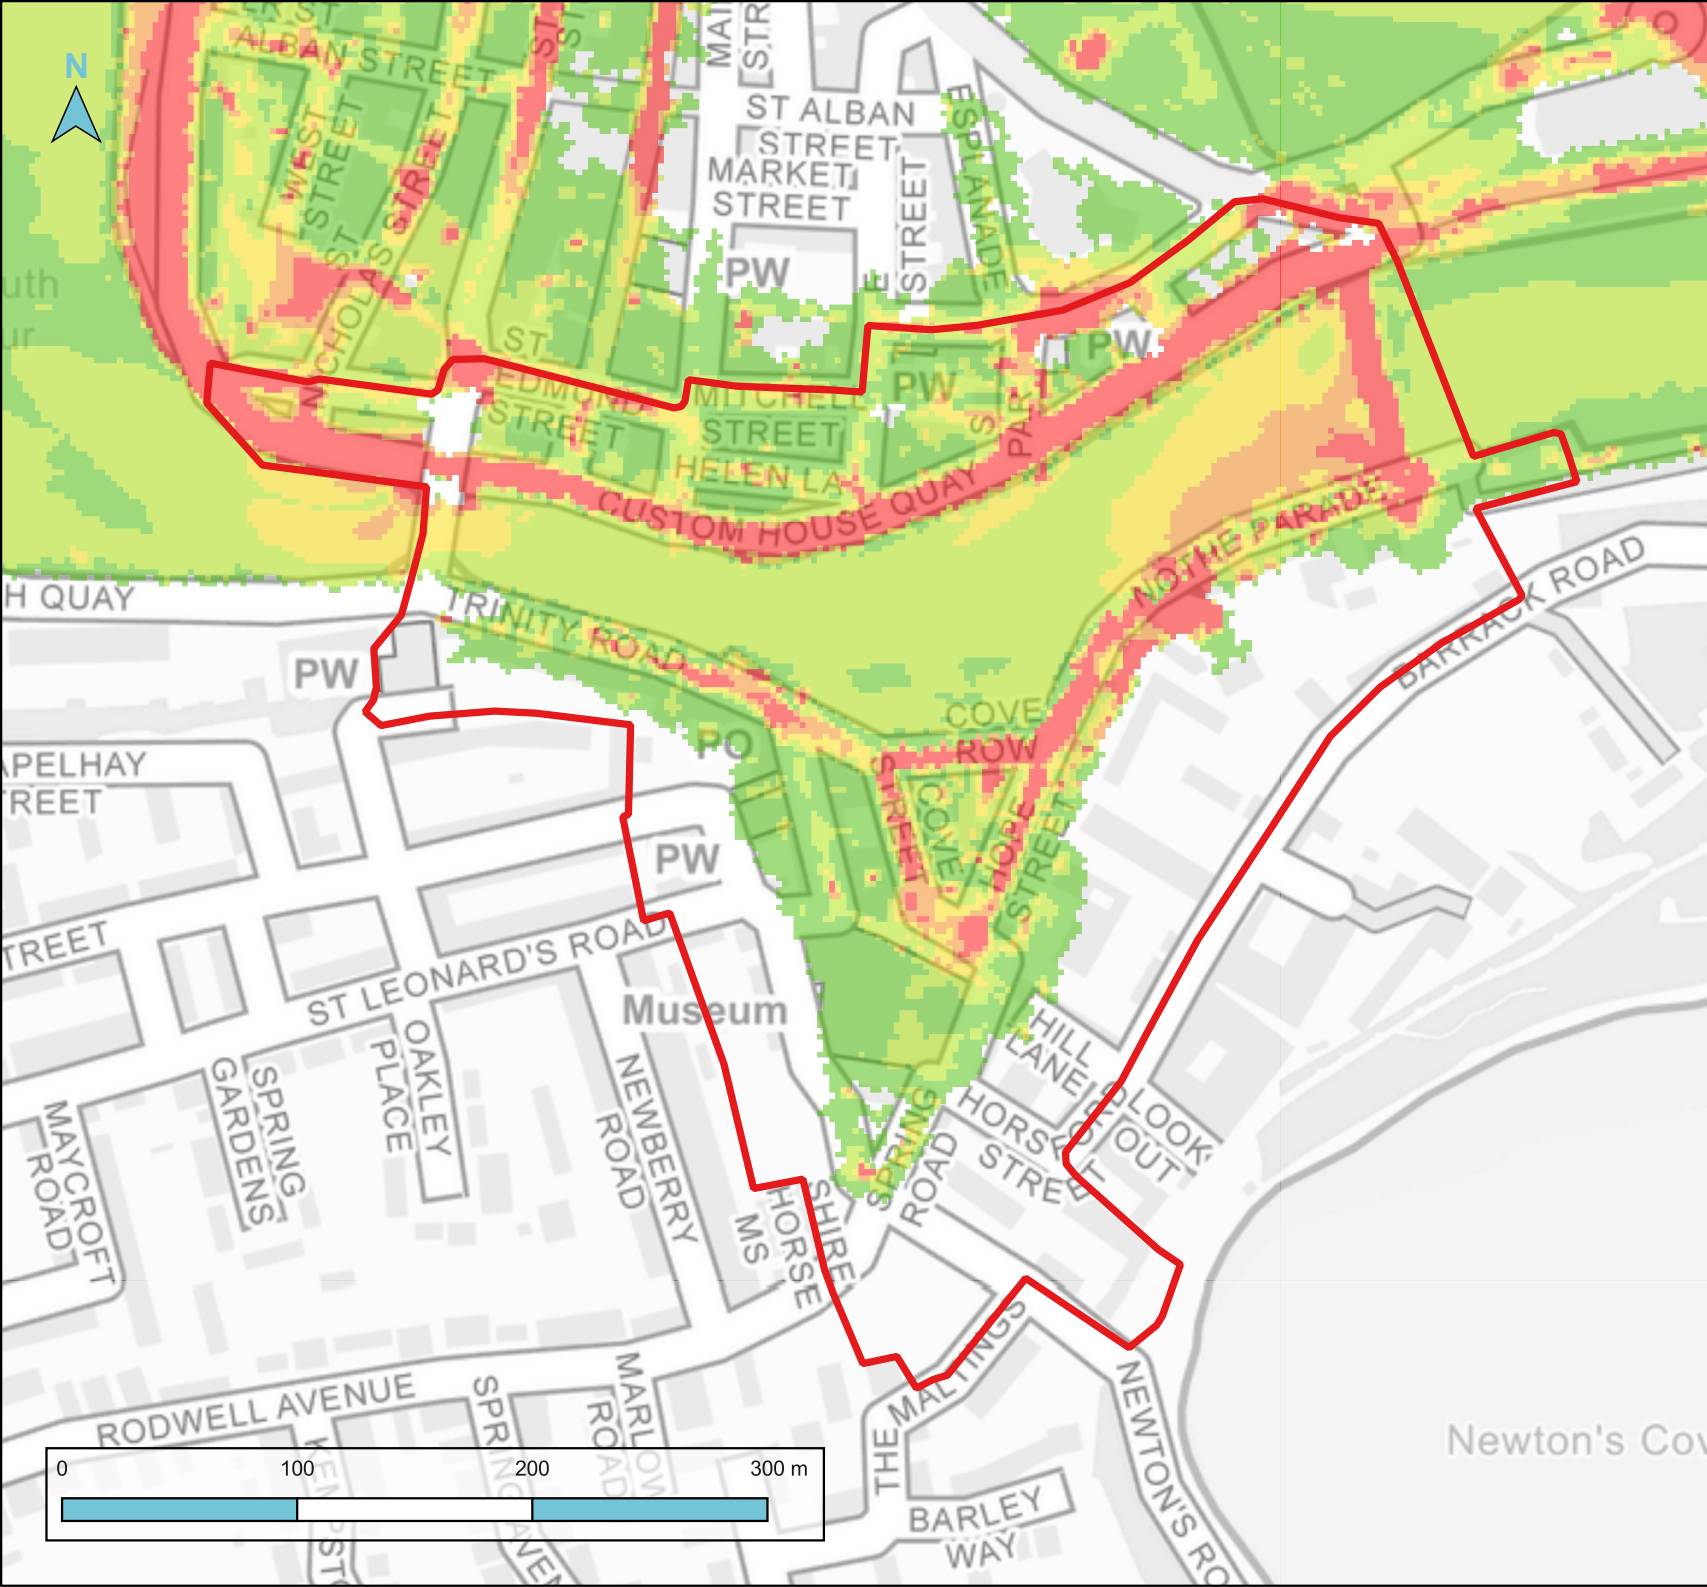 N
ALBAN STREET
WEST
STREET
ST
NICHOLAS STREET
ST ALBAN
STREET
MARKET
STREET
STREET
ESPLANADE
PW
ST
EDMUND
STREET
MITCHELL
STREET
HELEN LA
PW
PW
CUSTOM HOUSE QUAY
NOTHE PARADE
BARRACK ROAD
H QUAY
TRINITY ROAD
PW
PO
COVE
ROW
COVE
STREET
HOPE
STREET
APELHAY
TREET
PW
TREET
ST LEONARD'S ROAD
Museum
HILL
LANE
LOOK
OUT
HORSFO
STREET
SPRING
ROAD
SPRING
GARDENS
OAKLEY
PLACE
NEWBERRY
ROAD
MAYCROFT
ROAD
SHIRE
HORSE
MS
THE MALTINGS
NEWTON'S RO
RODWELL AVENUE
MARLOW
ROAD
BARLEY
WAY
Newton's Cov
0 100 200 300 m